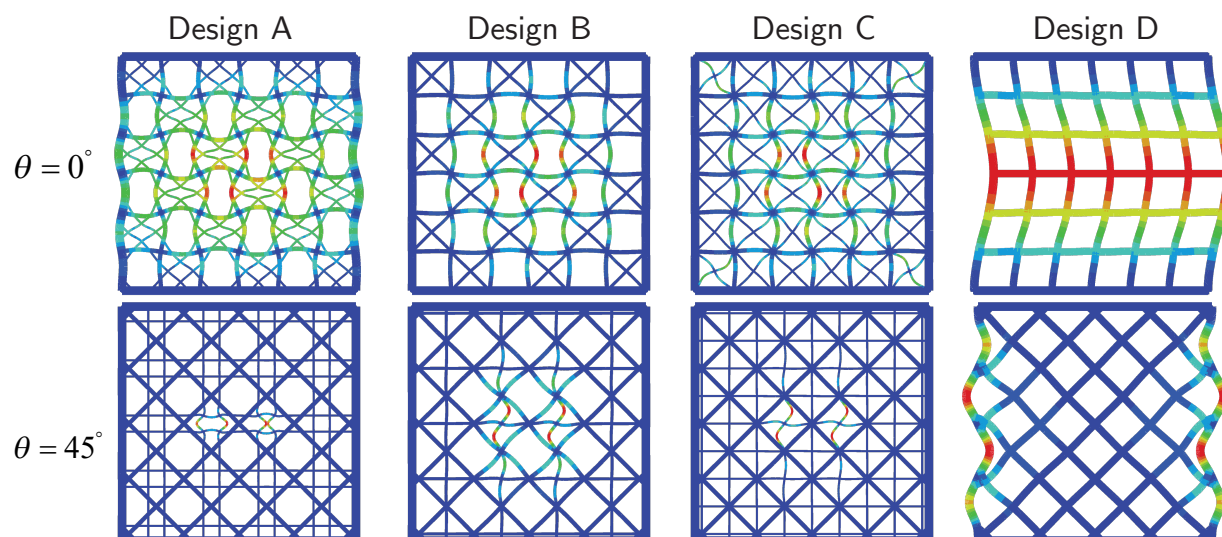 Design A Design B Design C Design D
θ = 0°
θ = 45°